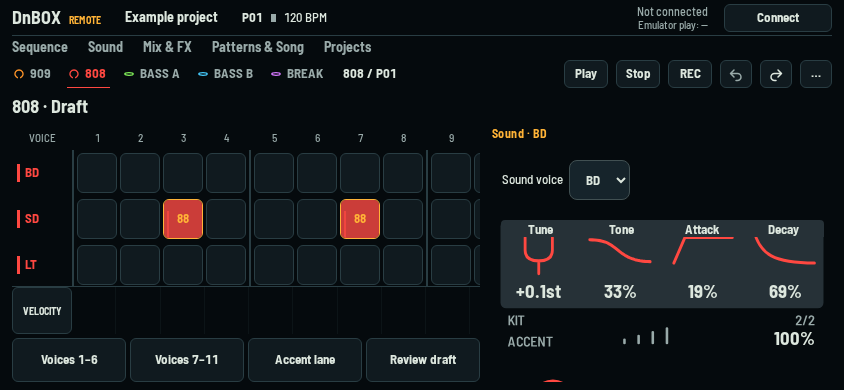 DnBOX REMOTE Example project P01 120 BPM Not connected
Emulator play: — Connect
Sequence Sound Mix & FX Patterns & Song Projects
909 808 BASS A BASS B BREAK 808 / P01 Play Stop REC ...
808 · Draft
VOICE 1 2 3 4 5 6 7 8 9
BD
SD 88 88
LT
VELOCITY
Voices 1–6 Voices 7–11 Accent lane Review draft
Sound · BD
Sound voice BD
Tune Tone Attack Decay
+0.1st 33% 19% 69%
KIT 2/2
ACCENT 100%